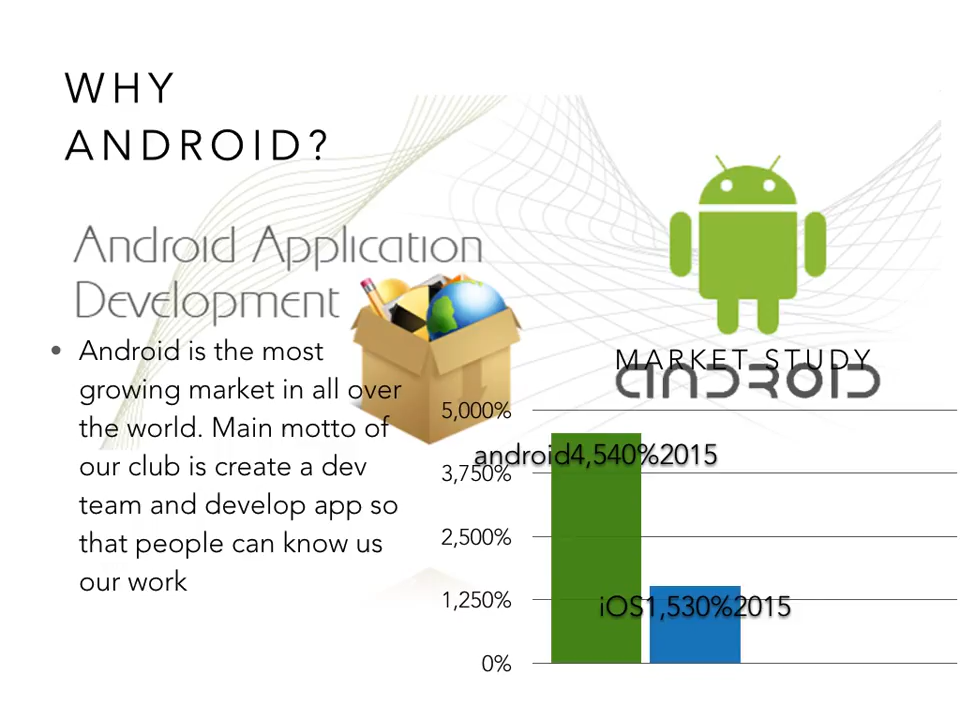 WHY
ANDROID?
Android Application
Development
• Android is the most
growing market in all over
the world. Main motto of
our club is create a dev
team and develop app so
that people can know us
our work
MARKET STUDY
android
5,000%
android4,540%2015
3,750%
2,500%
1,250%
iOS1,530%2015
0%